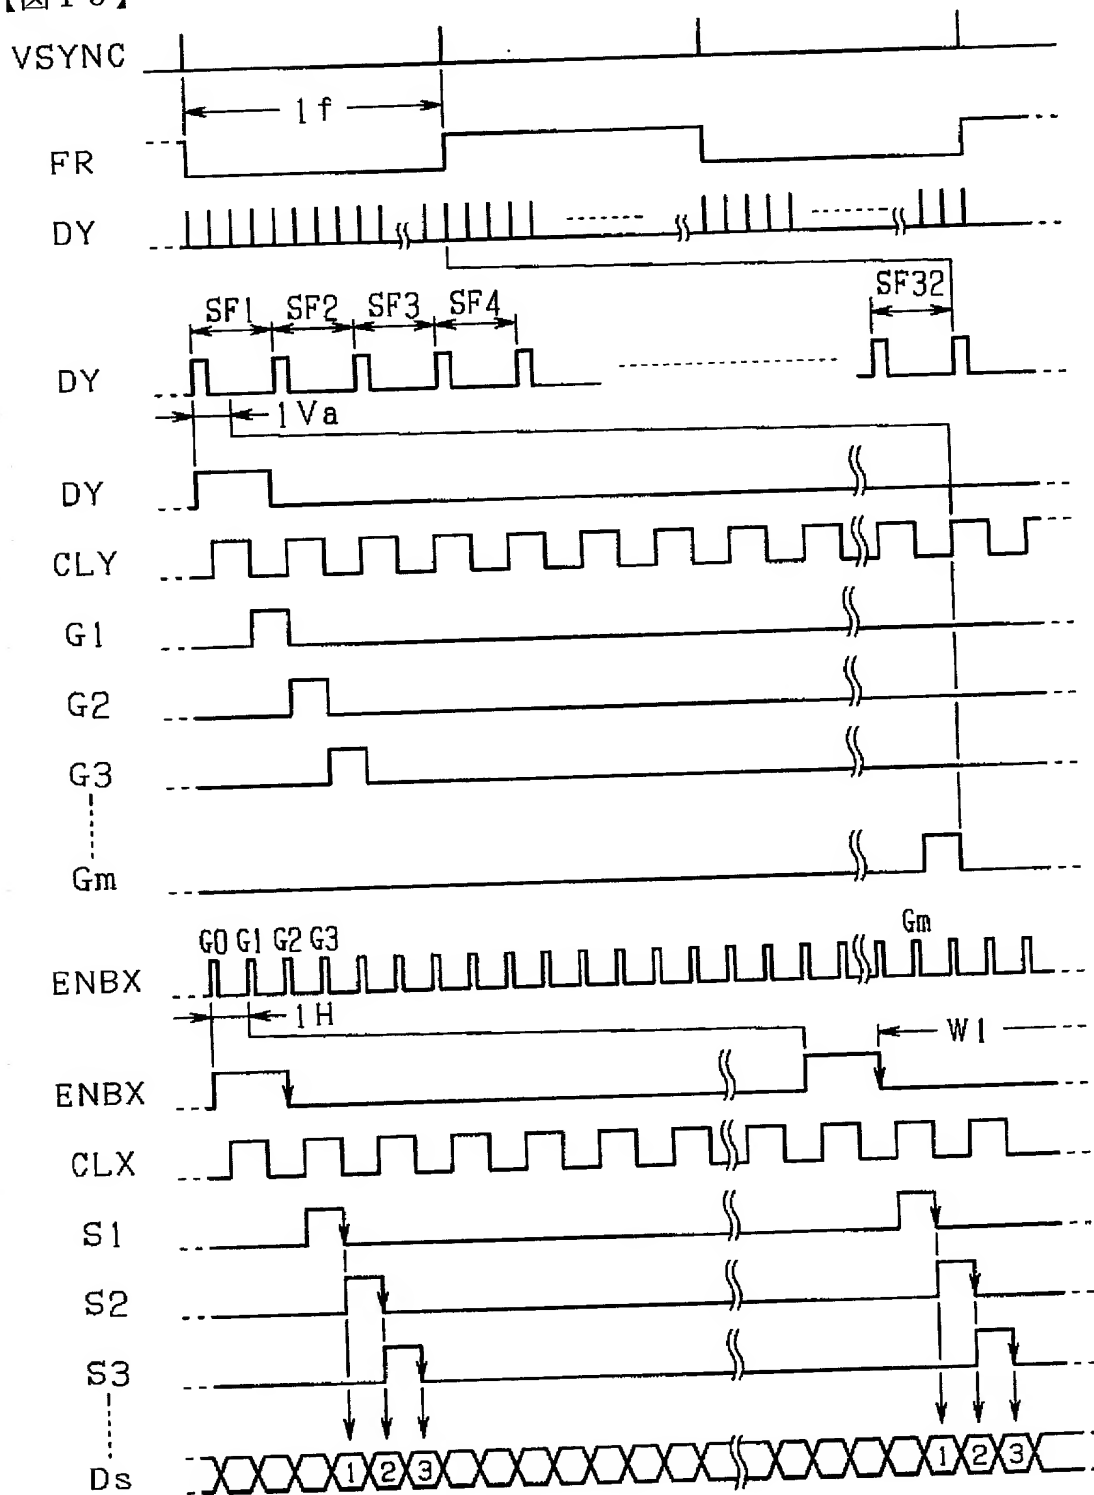 VSYNC
1f
FR
DY
SF1 SF2 SF3 SF4 SF32
DY
1Va
DY
CLY
G1
G2
G3
Gm
G0 G1 G2 G3 Gm
ENBX
1H W1
ENBX
CLX
S1
S2
S3
Ds 1 2 3 1 2 3